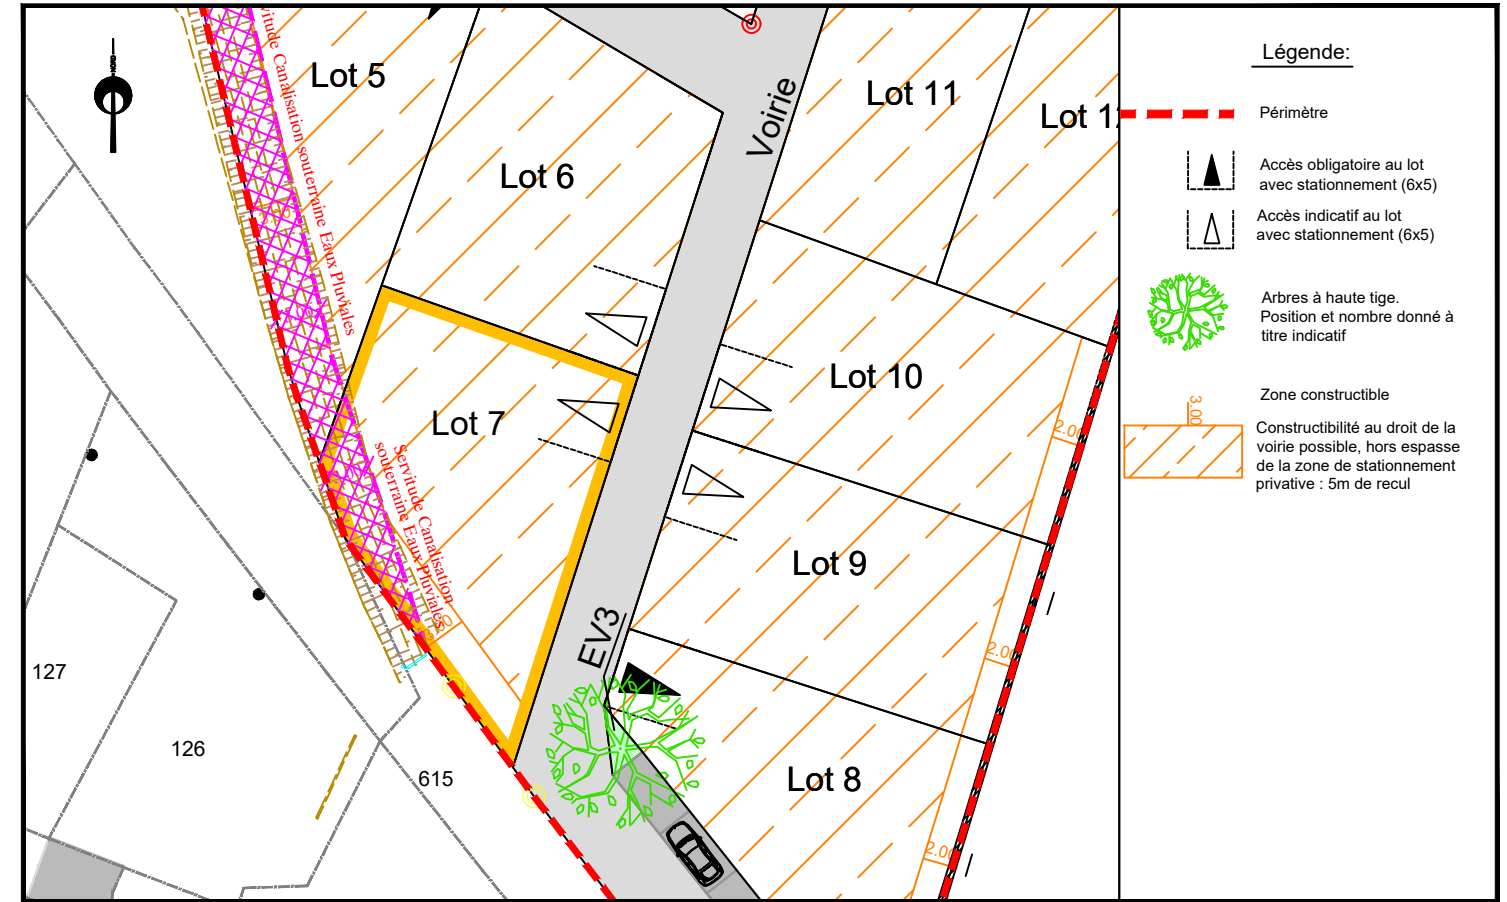 Légende:
Périmètre
Accès obligatoire au lot
avec stationnement (6x5)
Accès indicatif au lot
avec stationnement (6x5)
Arbres à haute tige.
Position et nombre donné à
titre indicatif
Zone constructible
3.00
Constructibilité au droit de la
voirie possible, hors espasse
de la zone de stationnement
privative : 5m de recul
NORD
Lot 5
Lot 6
Voirie
Lot 11
Lot 12
Canalisation souterraine Eaux Pluviales
Lot 7
Lot 10
2.00
Servitude Canalisation
souterraine Eaux Pluviales
Lot 9
EV3
2.00
127
126
615
Lot 8
2.00